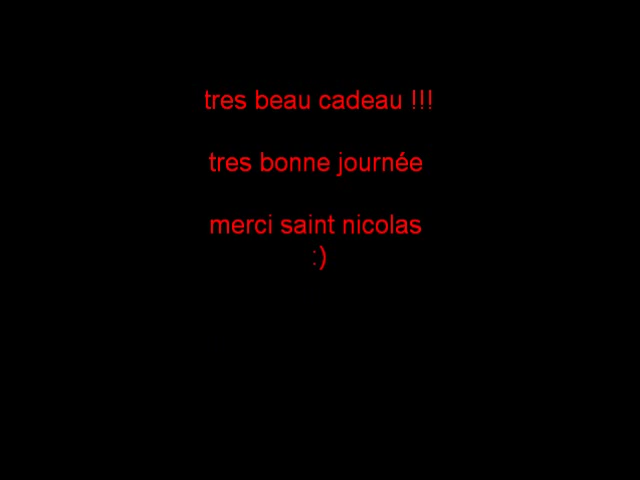 tres beau cadeau !!!
tres bonne journée
merci saint nicolas
:)